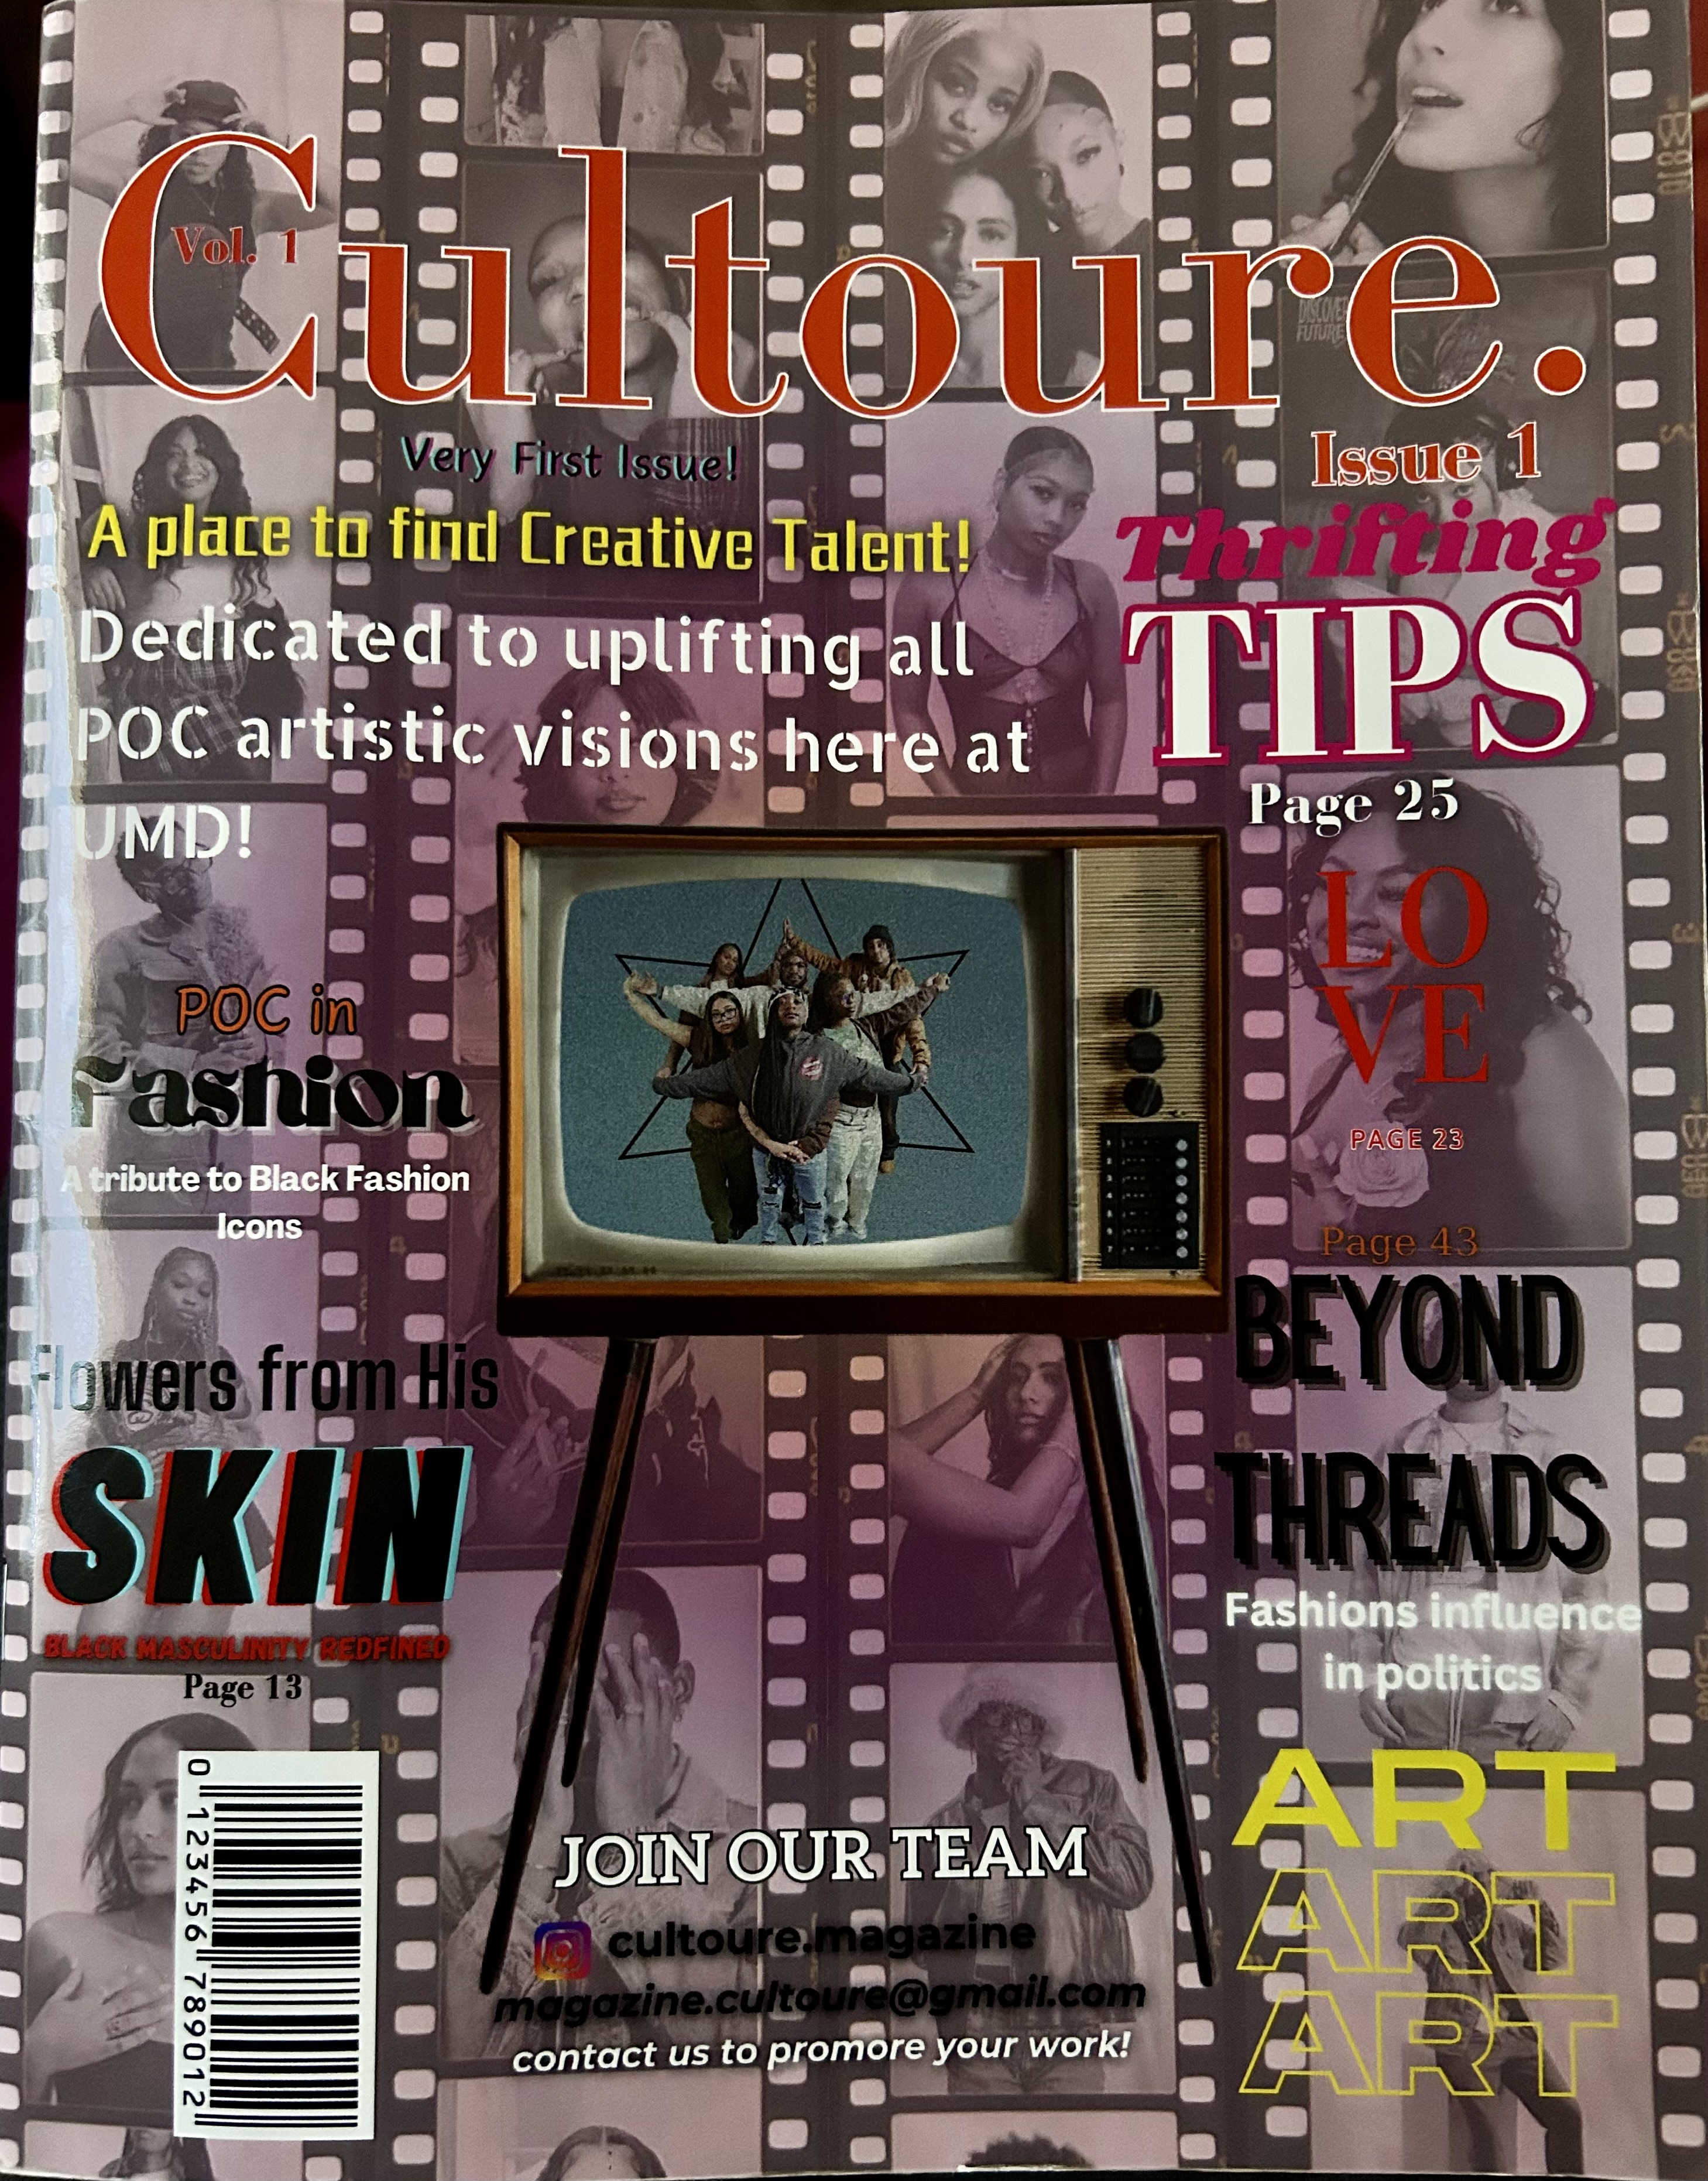 Cultoure.
Vol. 1
Issue 1
Very First Issue!
A place to find Creative Talent!
Dedicated to uplifting all
POC artistic visions here at
UMD!
Thrifting
TIPS
Page 25
LO
VE
PAGE 23
POC in
Fashion
A tribute to Black Fashion
Icons
Flowers from His
SKIN
BLACK MASCULINITY REDFINED
Page 13
Page 43
BEYOND
THREADS
Fashions influence
in politics
ART
ART
ART
JOIN OUR TEAM
cultoure.magazine
magazine.cultoure@gmail.com
contact us to promore your work!
0 123456 789012
DISCOVER
FUTURE